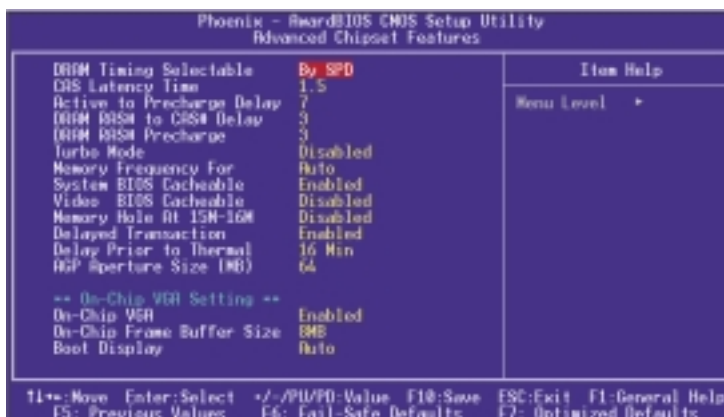 Phoenix - AwardBIOS CMOS Setup Utility
Advanced Chipset Features
DRAM Timing Selectable By SPD
CAS Latency Time 1.5
Active to Precharge Delay 7
DRAM RAS# to CAS# Delay 3
DRAM RAS# Precharge 3
Turbo Mode Disabled
Memory Frequency For Auto
System BIOS Cacheable Enabled
Video BIOS Cacheable Disabled
Memory Hole At 15M-16M Disabled
Delayed Transaction Enabled
Delay Prior to Thermal 16 Min
AGP Aperture Size (MB) 64
** On-Chip VGA Setting **
On-Chip VGA Enabled
On-Chip Frame Buffer Size 8MB
Boot Display Auto
Item Help
Menu Level ▸
↑↓←→:Move Enter:Select +/-/PU/PD:Value F10:Save ESC:Exit F1:General Help
F5: Previous Values F6: Fail-Safe Defaults F7: Optimized Defaults